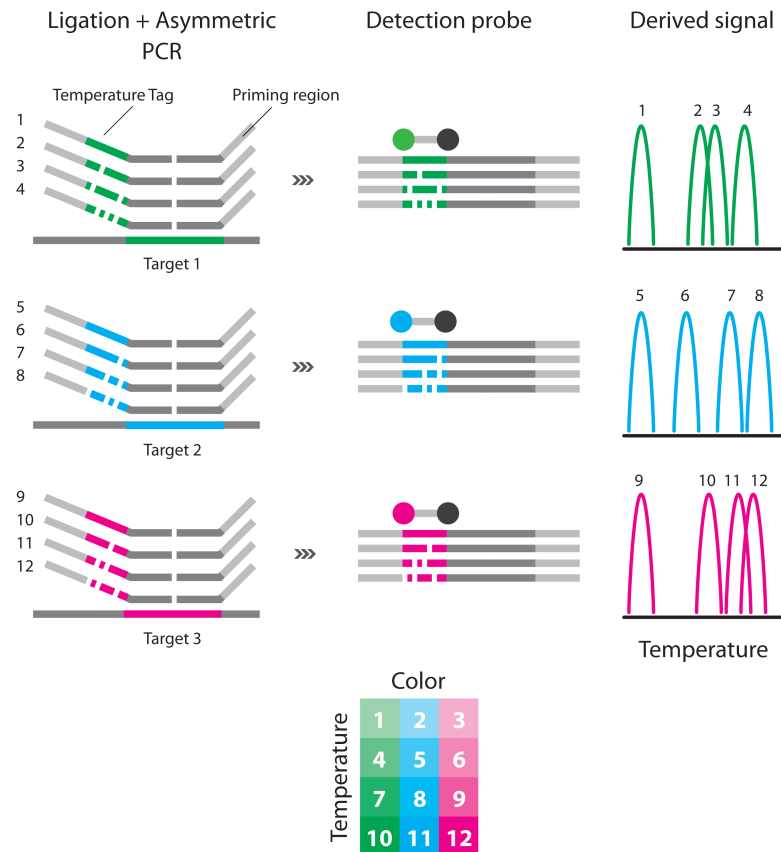 Ligation + Asymmetric
PCR
Detection probe
Derived signal
Temperature Tag
Priming region
1
2
3
4
Target 1
1 2 3 4
5
6
7
8
Target 2
5 6 7 8
9
10
11
12
Target 3
9 10 11 12
Temperature
Color
Temperature
1 2 3
4 5 6
7 8 9
10 11 12